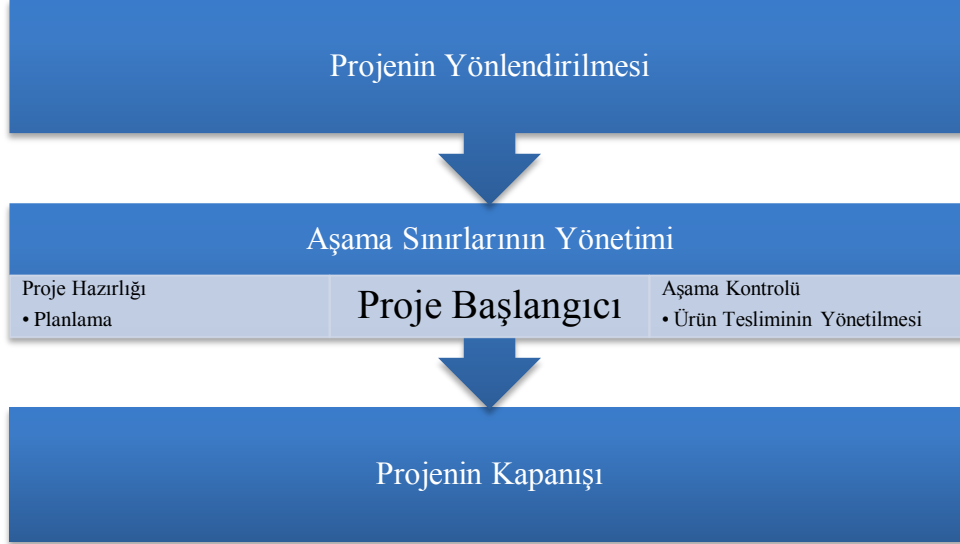 Projenin Yönlendirilmesi
Aşama Sınırlarının Yönetimi
Proje Hazırlığı
• Planlama
Proje Başlangıcı
Aşama Kontrolü
• Ürün Tesliminin Yönetilmesi
Projenin Kapanışı